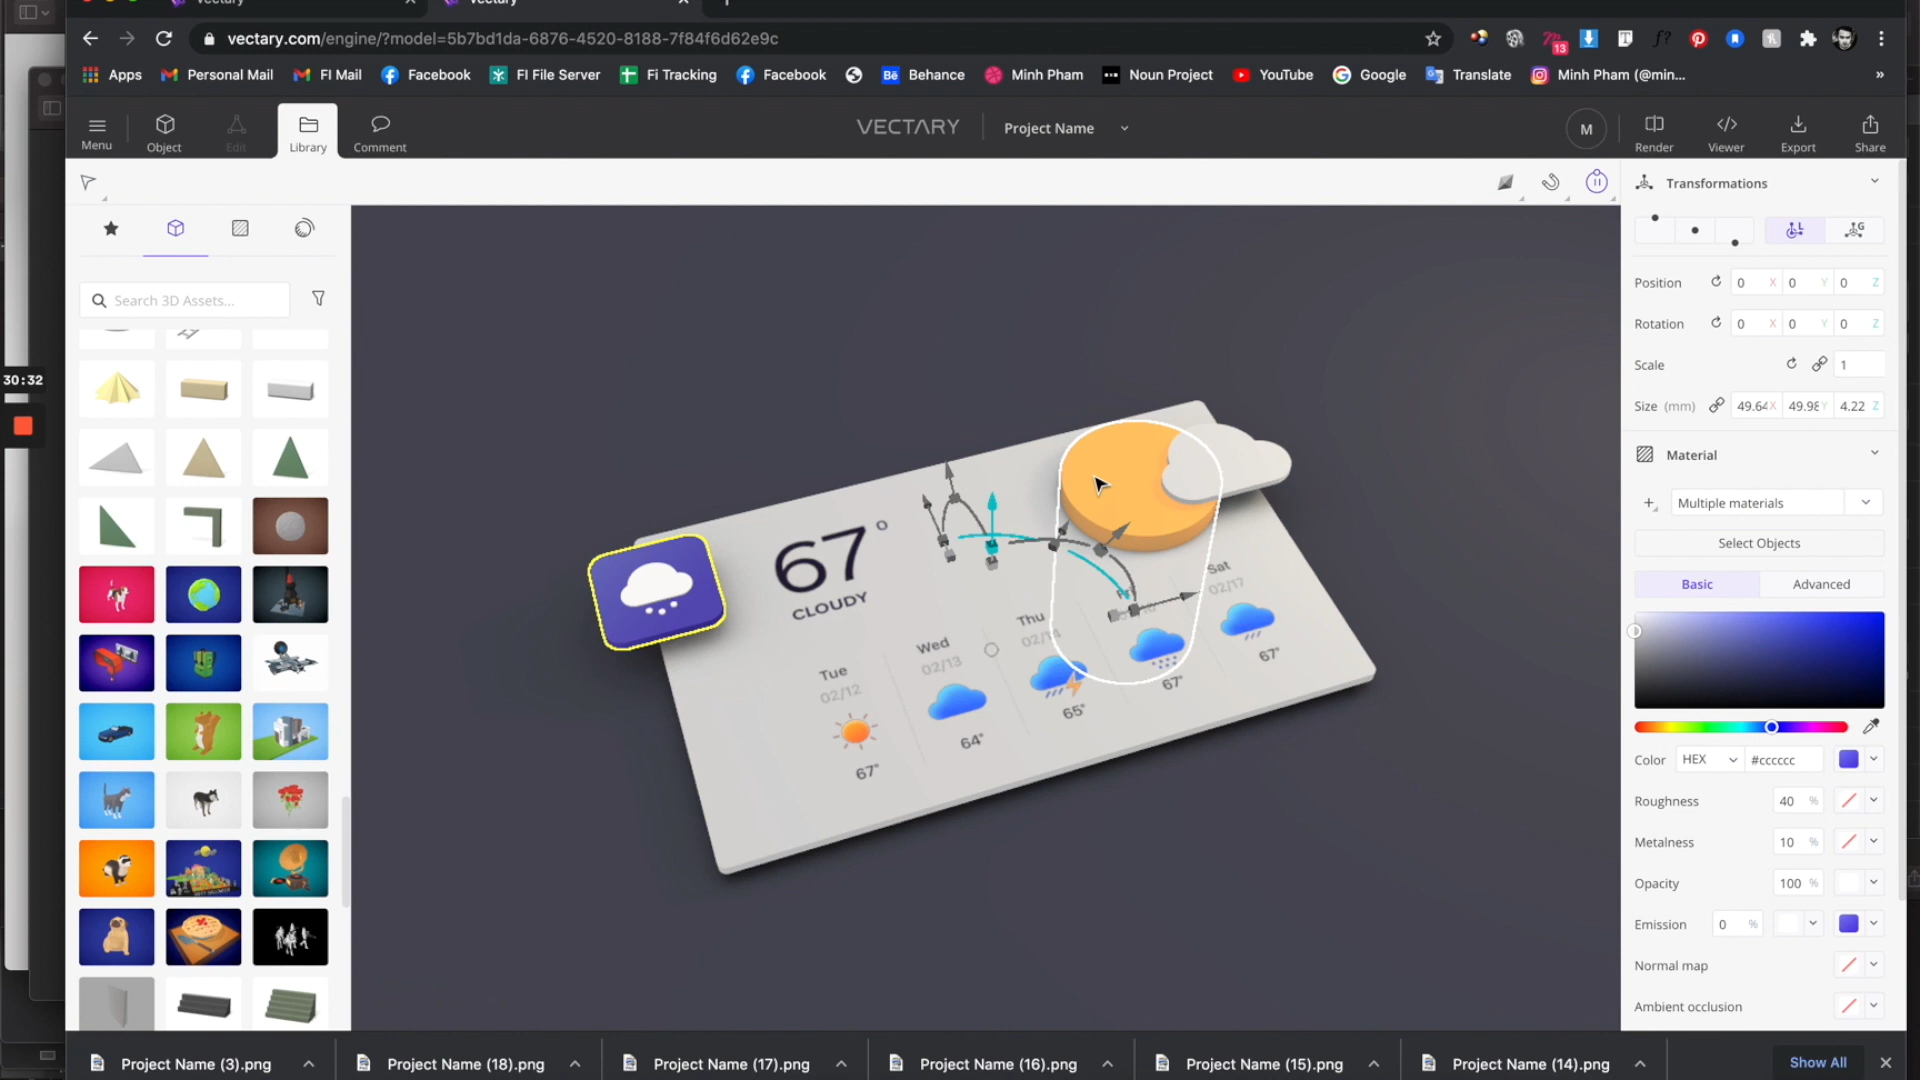 vectary.com/engine/?model=5b7bd1da-6876-4520-8188-7f84f6d62e9c
13
Apps
Personal Mail
FI Mail
Facebook
FI File Server
Fi Tracking
Facebook
Behance
Minh Pham
Noun Project
YouTube
Google
Translate
Minh Pham (@min...
»
Menu
Object
Edit
Library
Comment
VECTARY
Project Name
M
Render
Viewer
Export
Share
Search 3D Assets...
30:32
67°
CLOUDY
Tue
02/12
67°
Wed
02/13
64°
Thu
65°
67°
Sat
02/17
67°
Transformations
L
G
Position
0 X
0 Y
0 Z
Rotation
0 X
0 Y
0 Z
Scale
1
Size (mm)
49.64 X
49.98 Y
4.22 Z
Material
Multiple materials
Select Objects
Basic
Advanced
Color
HEX
#cccccc
Roughness
40 %
Metalness
10 %
Opacity
100 %
Emission
0 %
Normal map
Ambient occlusion
Project Name (3).png
Project Name (18).png
Project Name (17).png
Project Name (16).png
Project Name (15).png
Project Name (14).png
Show All